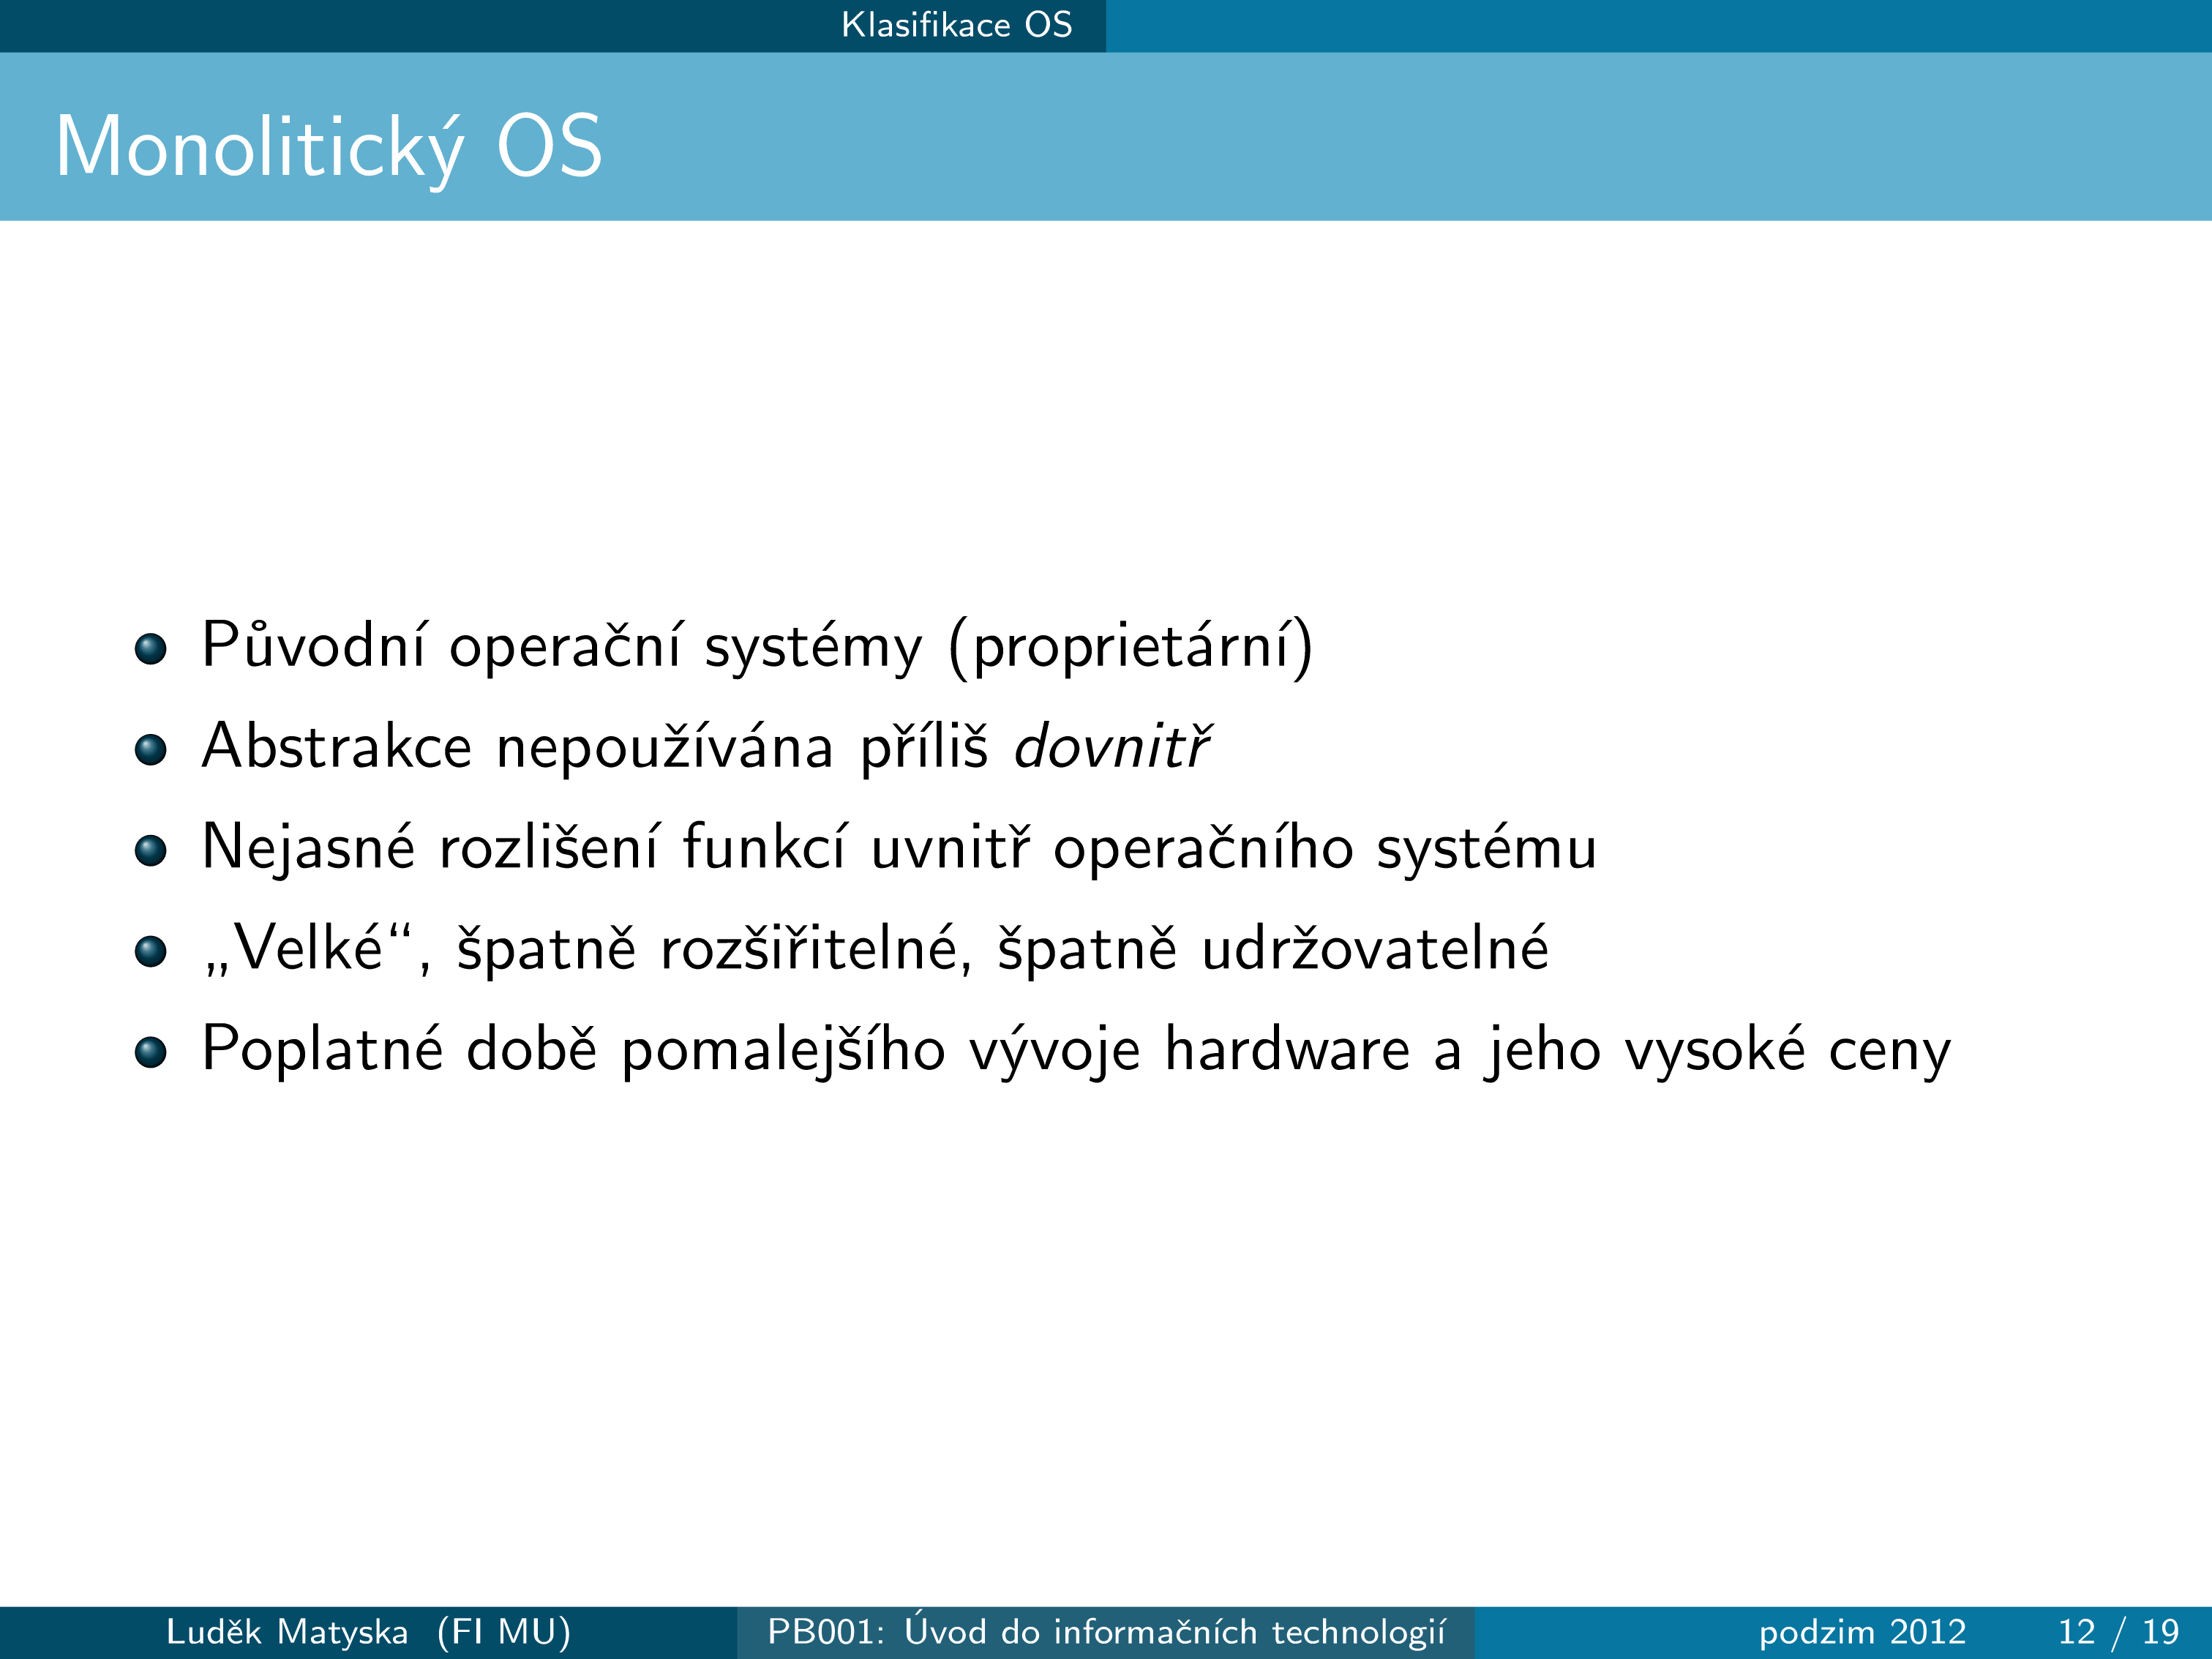 Klasifikace OS
Monolitický OS
Původní operační systémy (proprietární)
Abstrakce nepoužívána příliš dovnitř
Nejasné rozlišení funkcí uvnitř operačního systému
„Velké“, špatně rozšiřitelné, špatně udržovatelné
Poplatné době pomalejšího vývoje hardware a jeho vysoké ceny
Luděk Matyska (FI MU) PB001: Úvod do informačních technologií podzim 2012 12 / 19